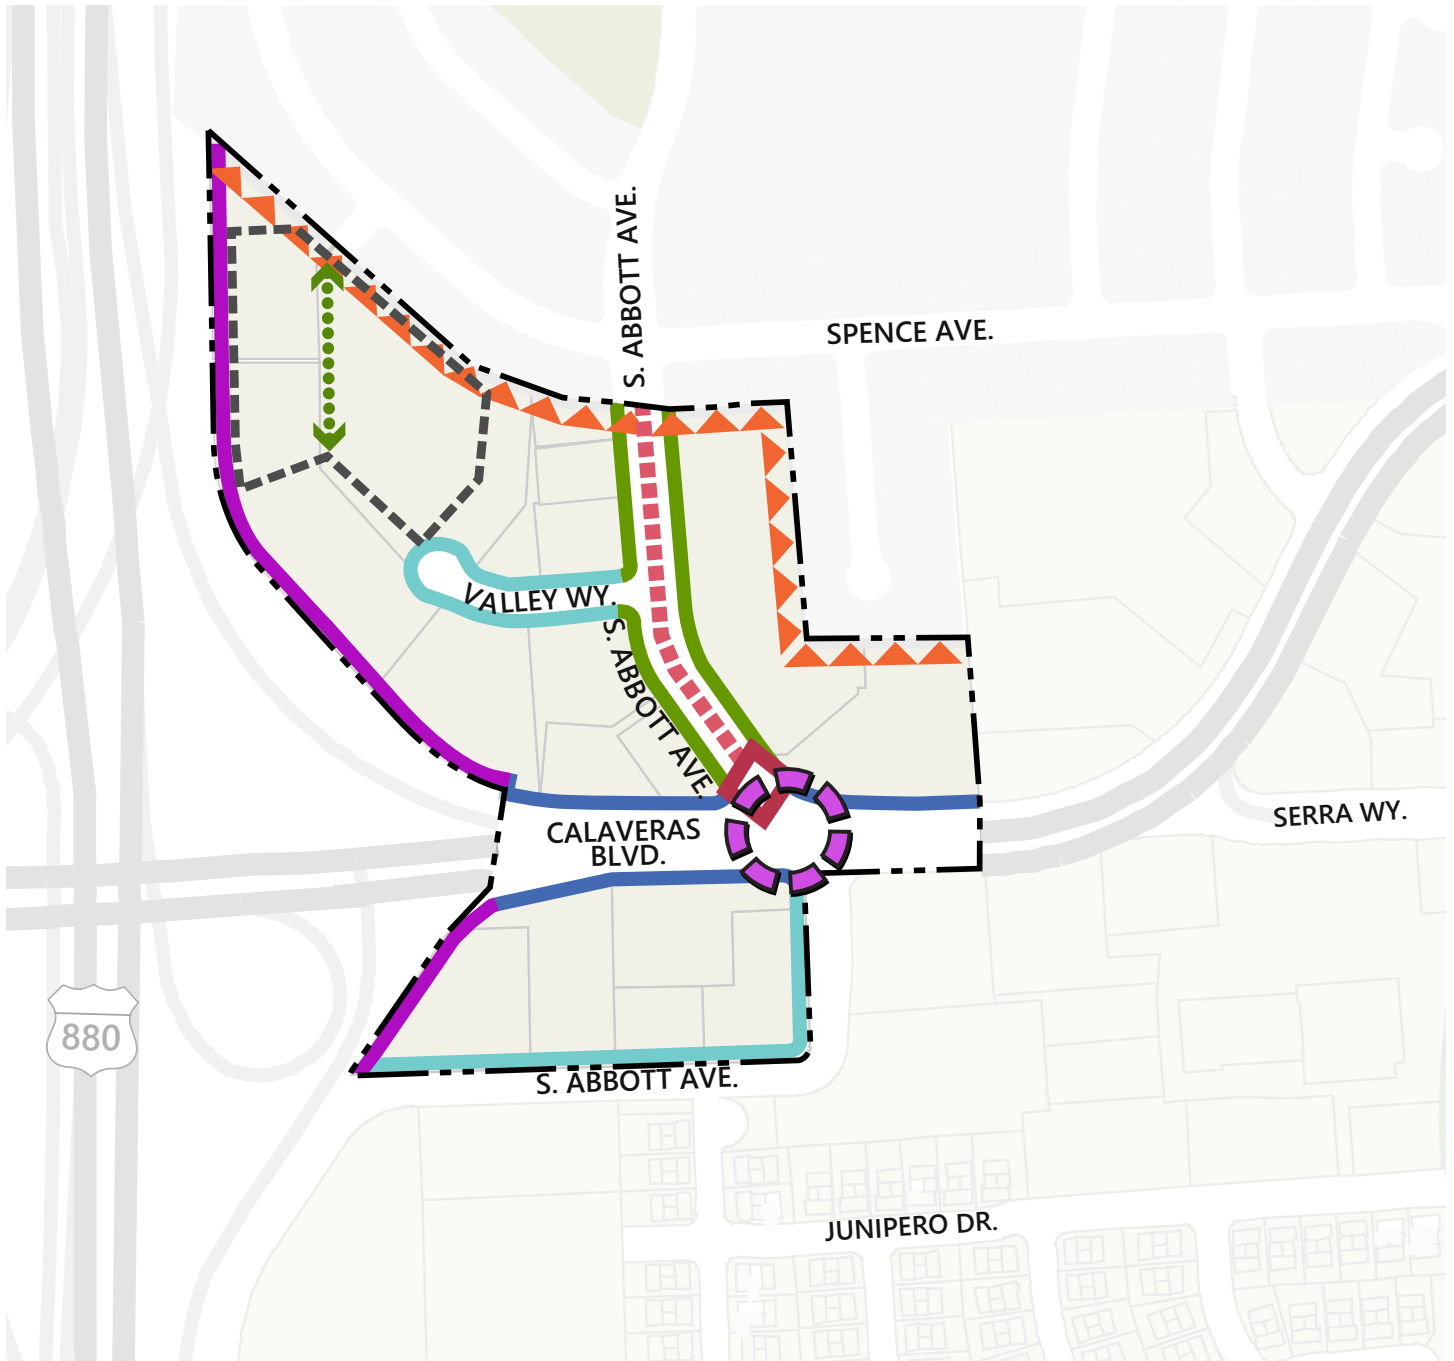 S. ABBOTT AVE.
SPENCE AVE.
VALLEY WY.
S. ABBOTT AVE.
CALAVERAS
BLVD.
SERRA WY.
880
S. ABBOTT AVE.
JUNIPERO DR.